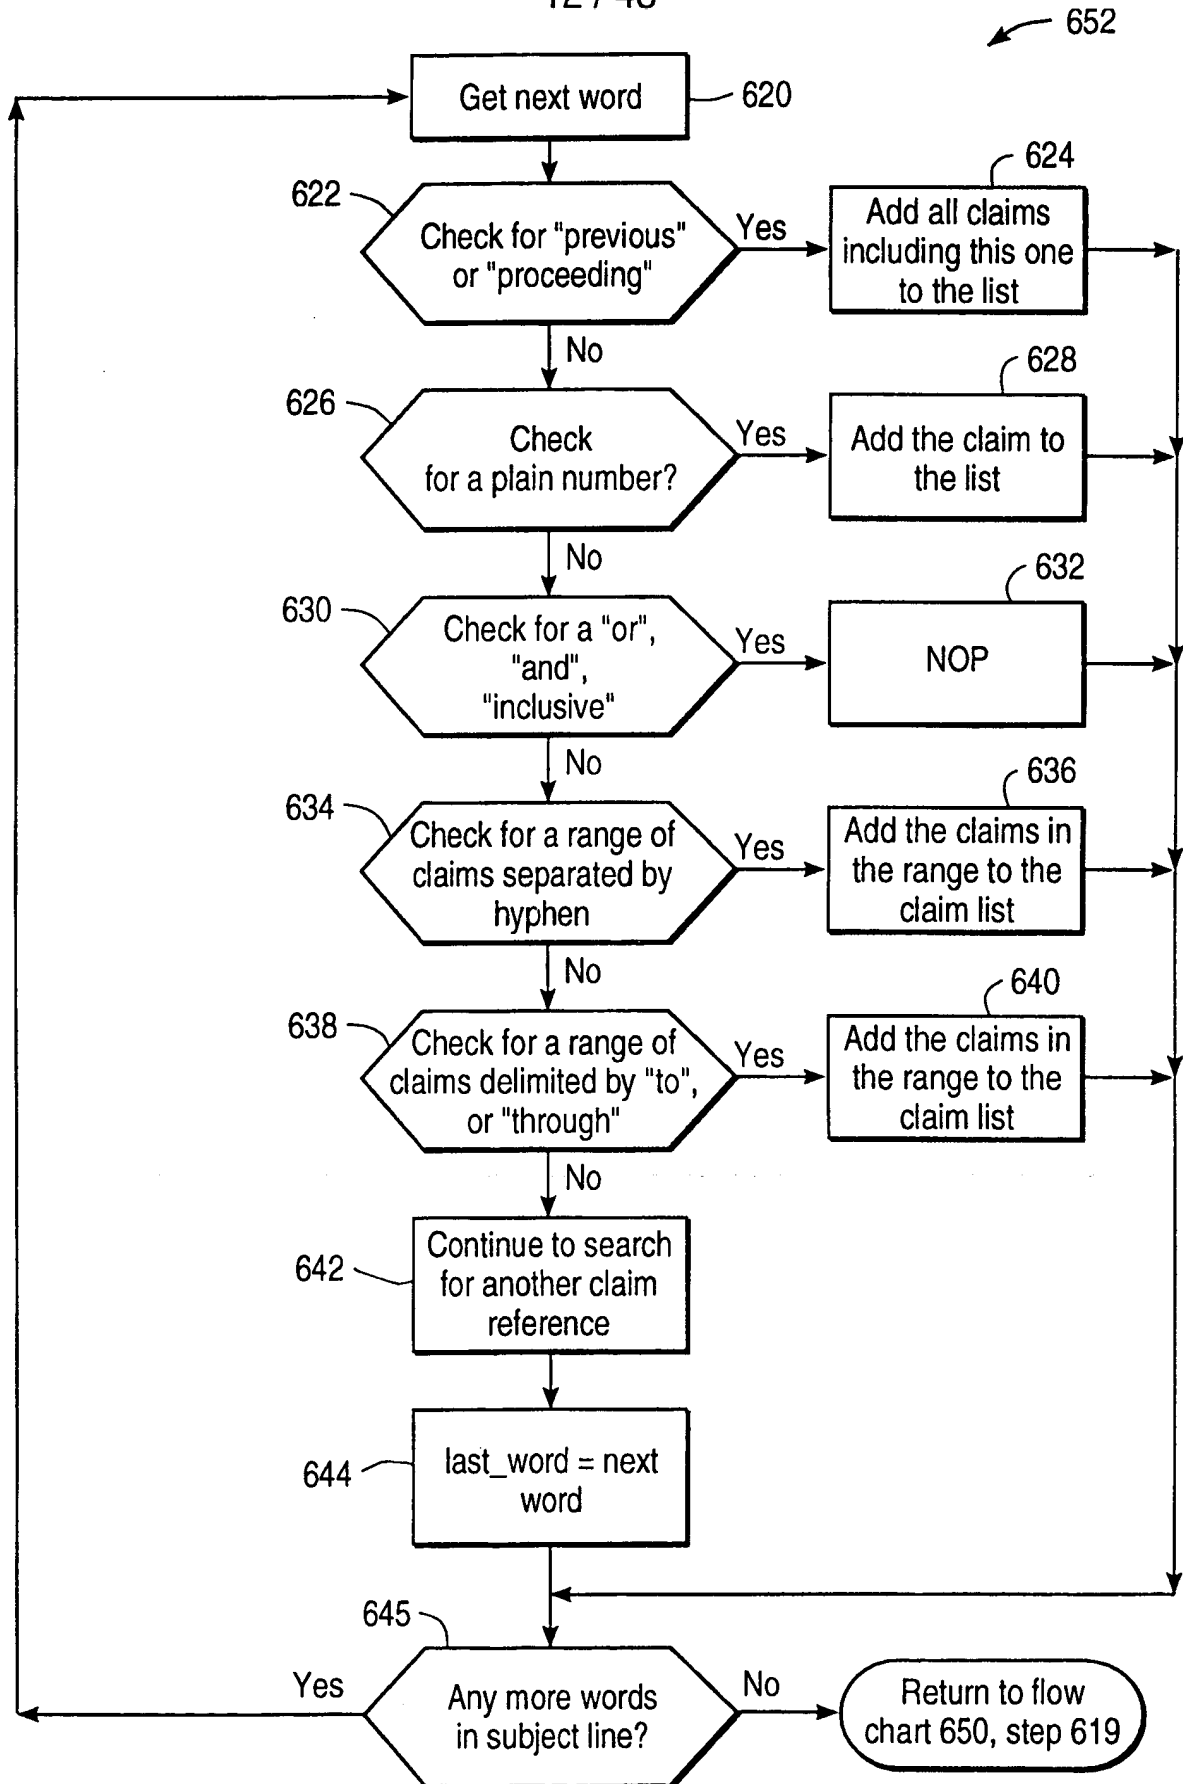 652
Get next word
620
622
Check for "previous"
or "proceeding"
Yes
624
Add all claims
including this one
to the list
No
626
Check
for a plain number?
Yes
628
Add the claim to
the list
No
630
Check for a "or",
"and",
"inclusive"
Yes
632
NOP
No
634
Check for a range of
claims separated by
hyphen
Yes
636
Add the claims in
the range to the
claim list
No
638
Check for a range of
claims delimited by "to",
or "through"
Yes
640
Add the claims in
the range to the
claim list
No
642
Continue to search
for another claim
reference
644
last_word = next
word
645
Any more words
in subject line?
Yes
No
Return to flow
chart 650, step 619